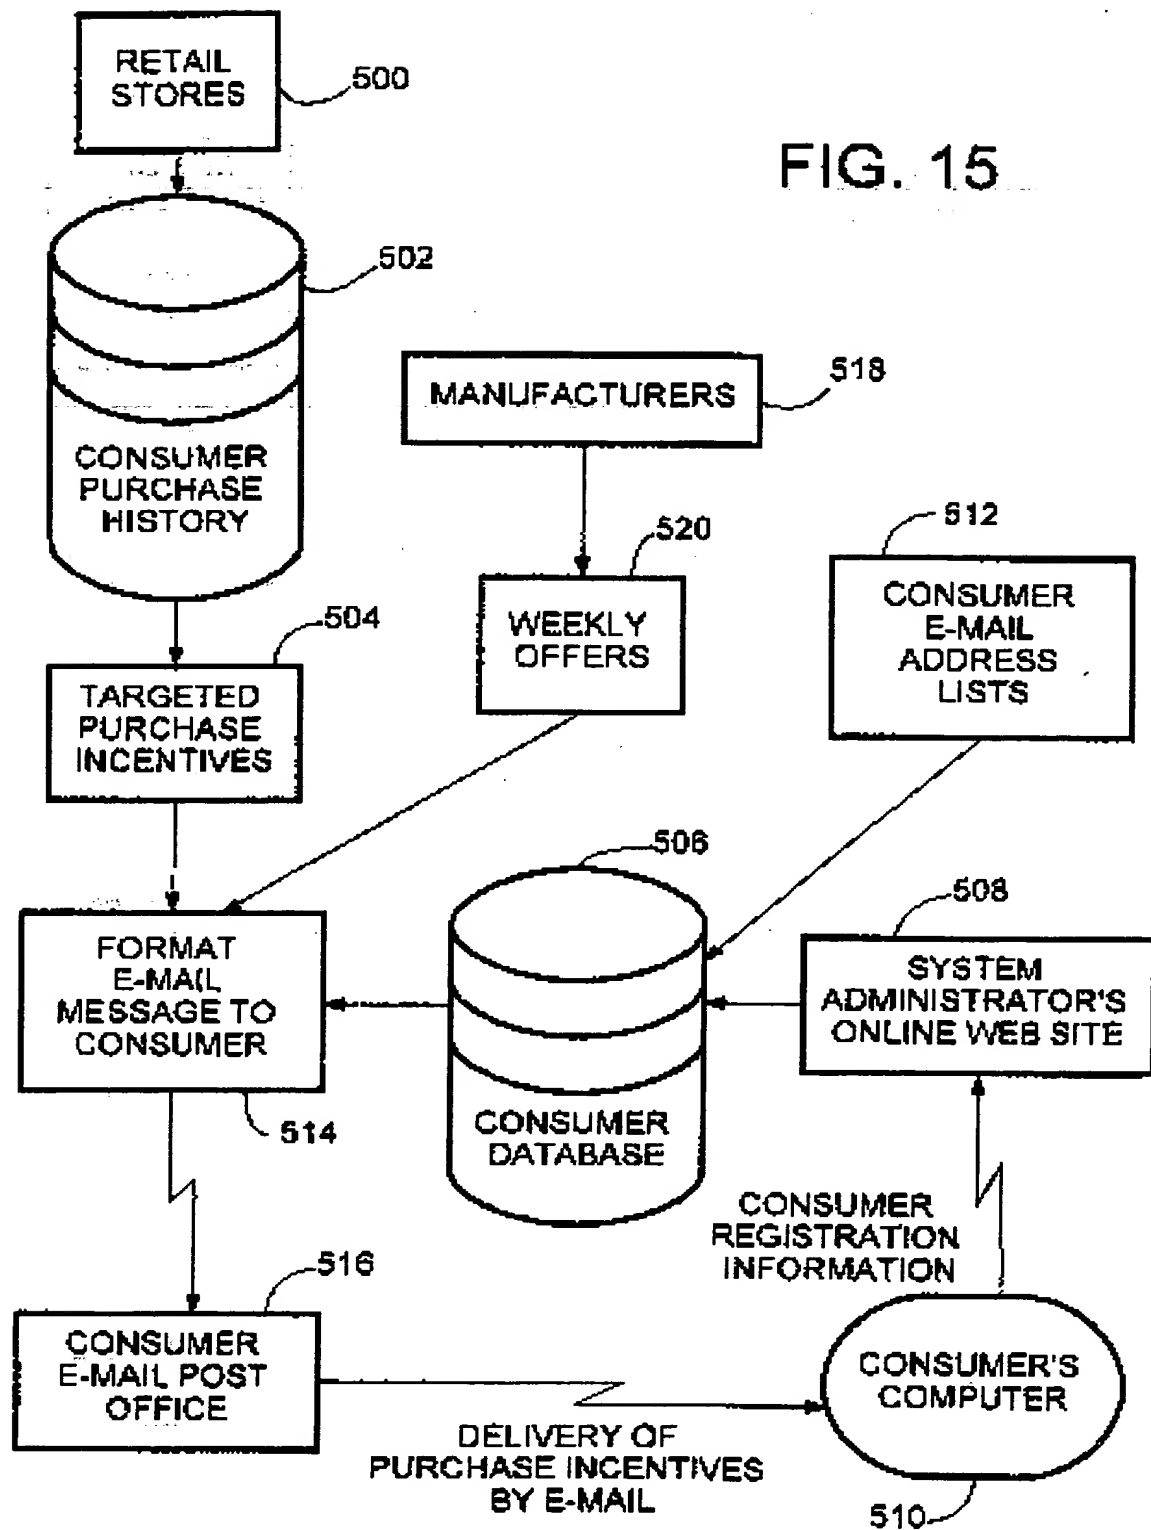 RETAIL
STORES
500
FIG. 15
502
CONSUMER
PURCHASE
HISTORY
MANUFACTURERS
518
520
WEEKLY
OFFERS
512
CONSUMER
E-MAIL
ADDRESS
LISTS
504
TARGETED
PURCHASE
INCENTIVES
506
508
FORMAT
E-MAIL
MESSAGE TO
CONSUMER
514
CONSUMER
DATABASE
SYSTEM
ADMINISTRATOR'S
ONLINE WEB SITE
CONSUMER
REGISTRATION
INFORMATION
516
CONSUMER
E-MAIL POST
OFFICE
CONSUMER'S
COMPUTER
DELIVERY OF
PURCHASE INCENTIVES
BY E-MAIL
510